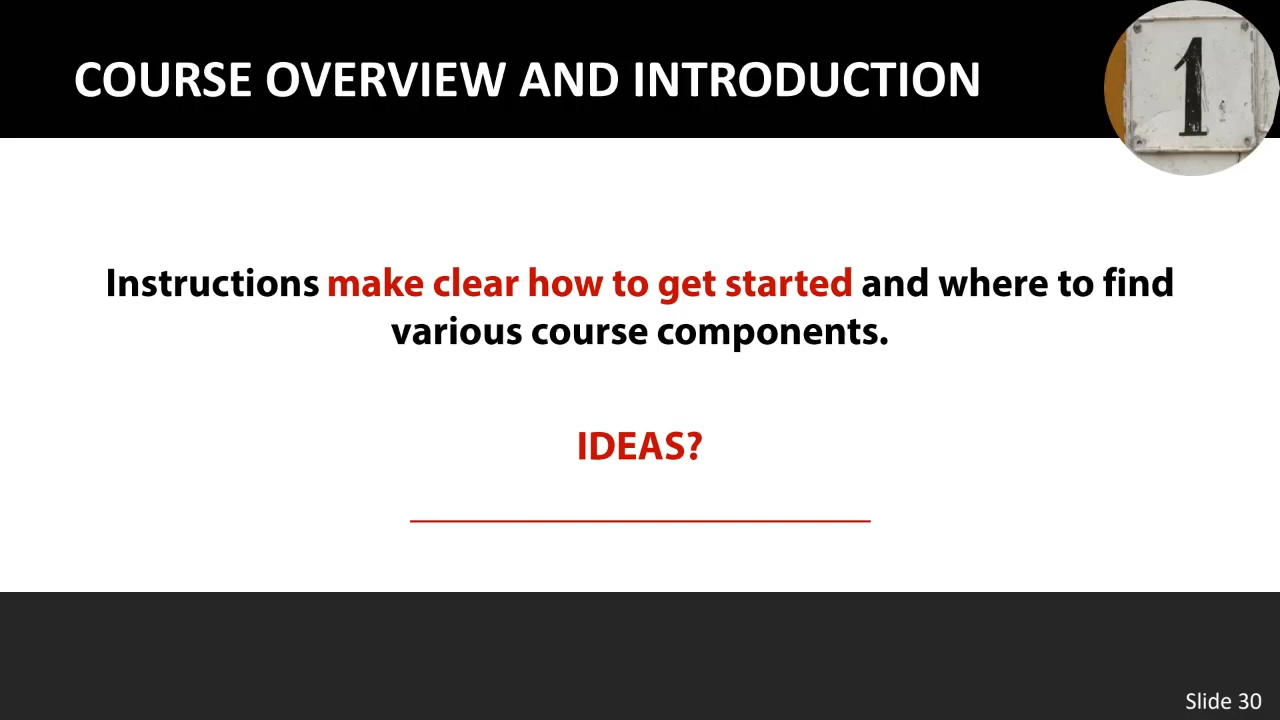 COURSE OVERVIEW AND INTRODUCTION
1
Instructions make clear how to get started and where to find
various course components.
IDEAS?
Slide 30